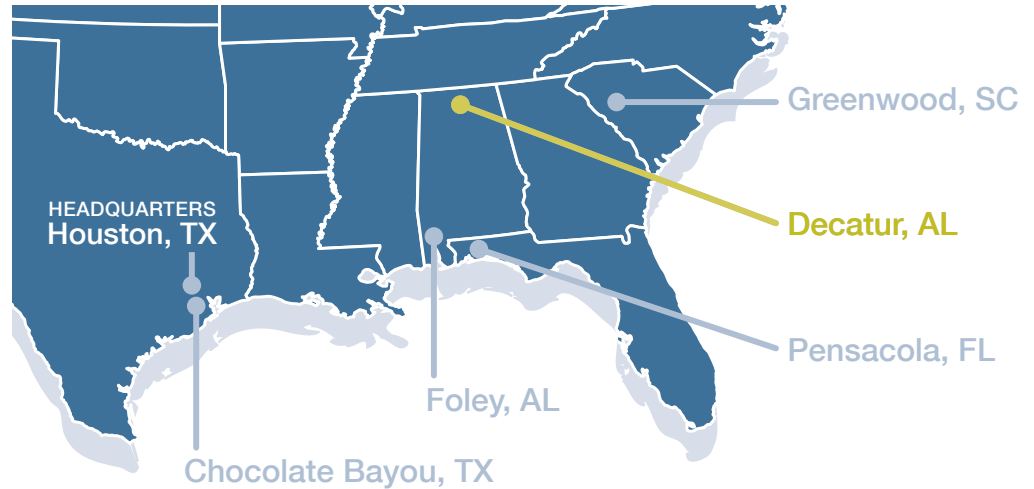 Greenwood, SC
HEADQUARTERS
Houston, TX
Decatur, AL
Pensacola, FL
Foley, AL
Chocolate Bayou, TX